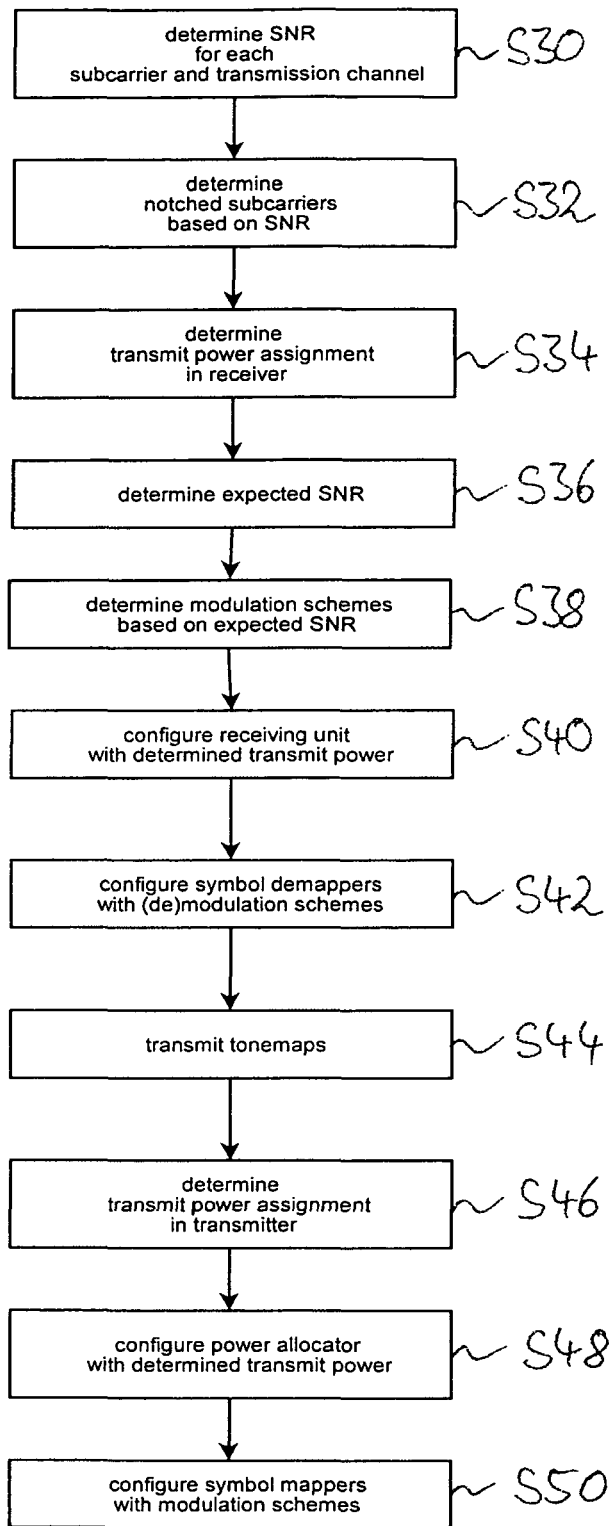 determine SNR
for each
subcarrier and transmission channel
S30
determine
notched subcarriers
based on SNR
S32
determine
transmit power assignment
in receiver
S34
determine expected SNR
S36
determine modulation schemes
based on expected SNR
S38
configure receiving unit
with determined transmit power
S40
configure symbol demappers
with (de)modulation schemes
S42
transmit tonemaps
S44
determine
transmit power assignment
in transmitter
S46
configure power allocator
with determined transmit power
S48
configure symbol mappers
with modulation schemes
S50